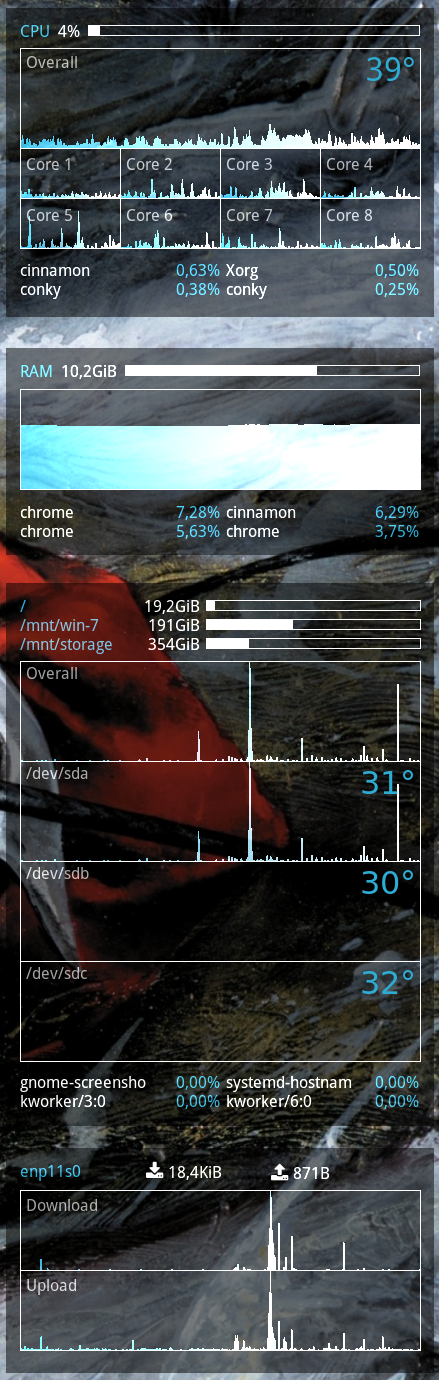 CPU 4%
Overall 39°
Core 1 Core 2 Core 3 Core 4
Core 5 Core 6 Core 7 Core 8
cinnamon 0,63% Xorg 0,50%
conky 0,38% conky 0,25%
RAM 10,2GiB
chrome 7,28% cinnamon 6,29%
chrome 5,63% chrome 3,75%
/ 19,2GiB
/mnt/win-7 191GiB
/mnt/storage 354GiB
Overall
/dev/sda 31°
/dev/sdb 30°
/dev/sdc 32°
gnome-screensho 0,00% systemd-hostnam 0,00%
kworker/3:0 0,00% kworker/6:0 0,00%
enp11s0 18,4KiB 871B
Download
Upload